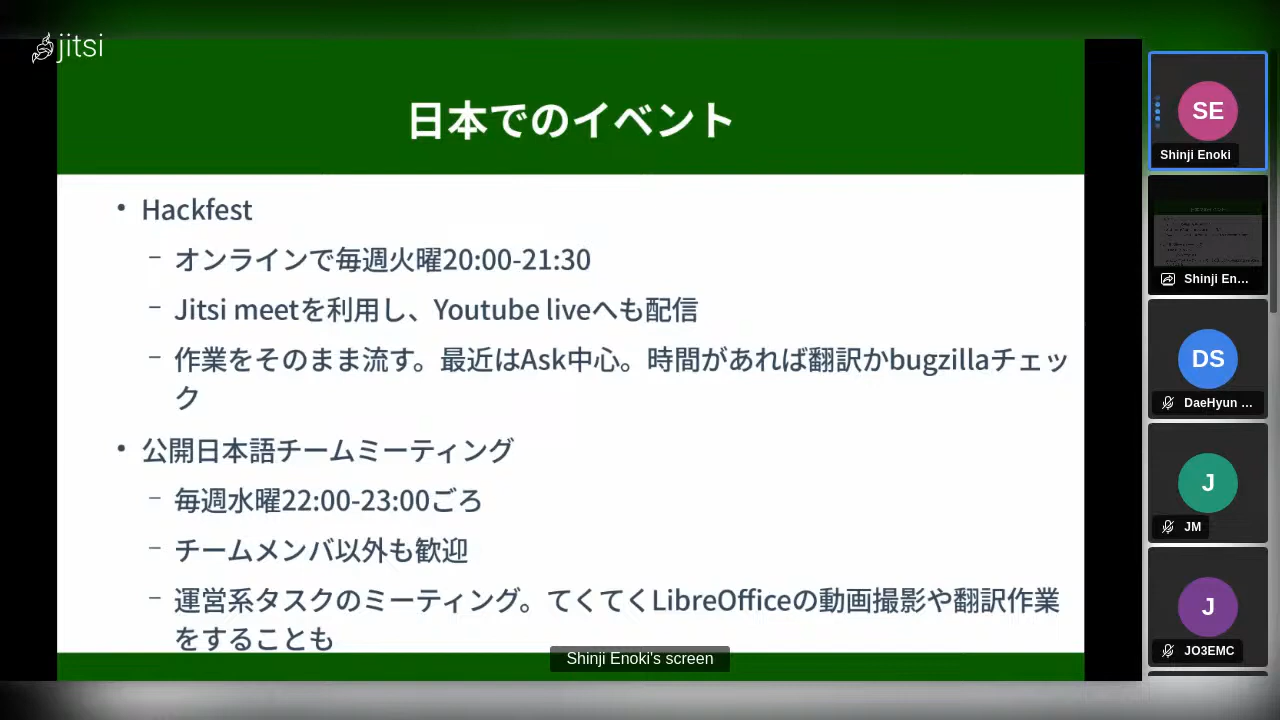 jitsi
日本でのイベント
• Hackfest
– オンラインで毎週火曜20:00-21:30
– Jitsi meetを利用し、Youtube liveへも配信
– 作業をそのまま流す。最近はAsk中心。時間があれば翻訳かbugzillaチェッ
ク
• 公開日本語チームミーティング
– 毎週水曜22:00-23:00ごろ
– チームメンバ以外も歓迎
– 運営系タスクのミーティング。てくてくLibreOfficeの動画撮影や翻訳作業
をすることも
Shinji Enoki's screen
SE
Shinji Enoki
Shinji En...
DS
DaeHyun ...
J
JM
J
JO3EMC